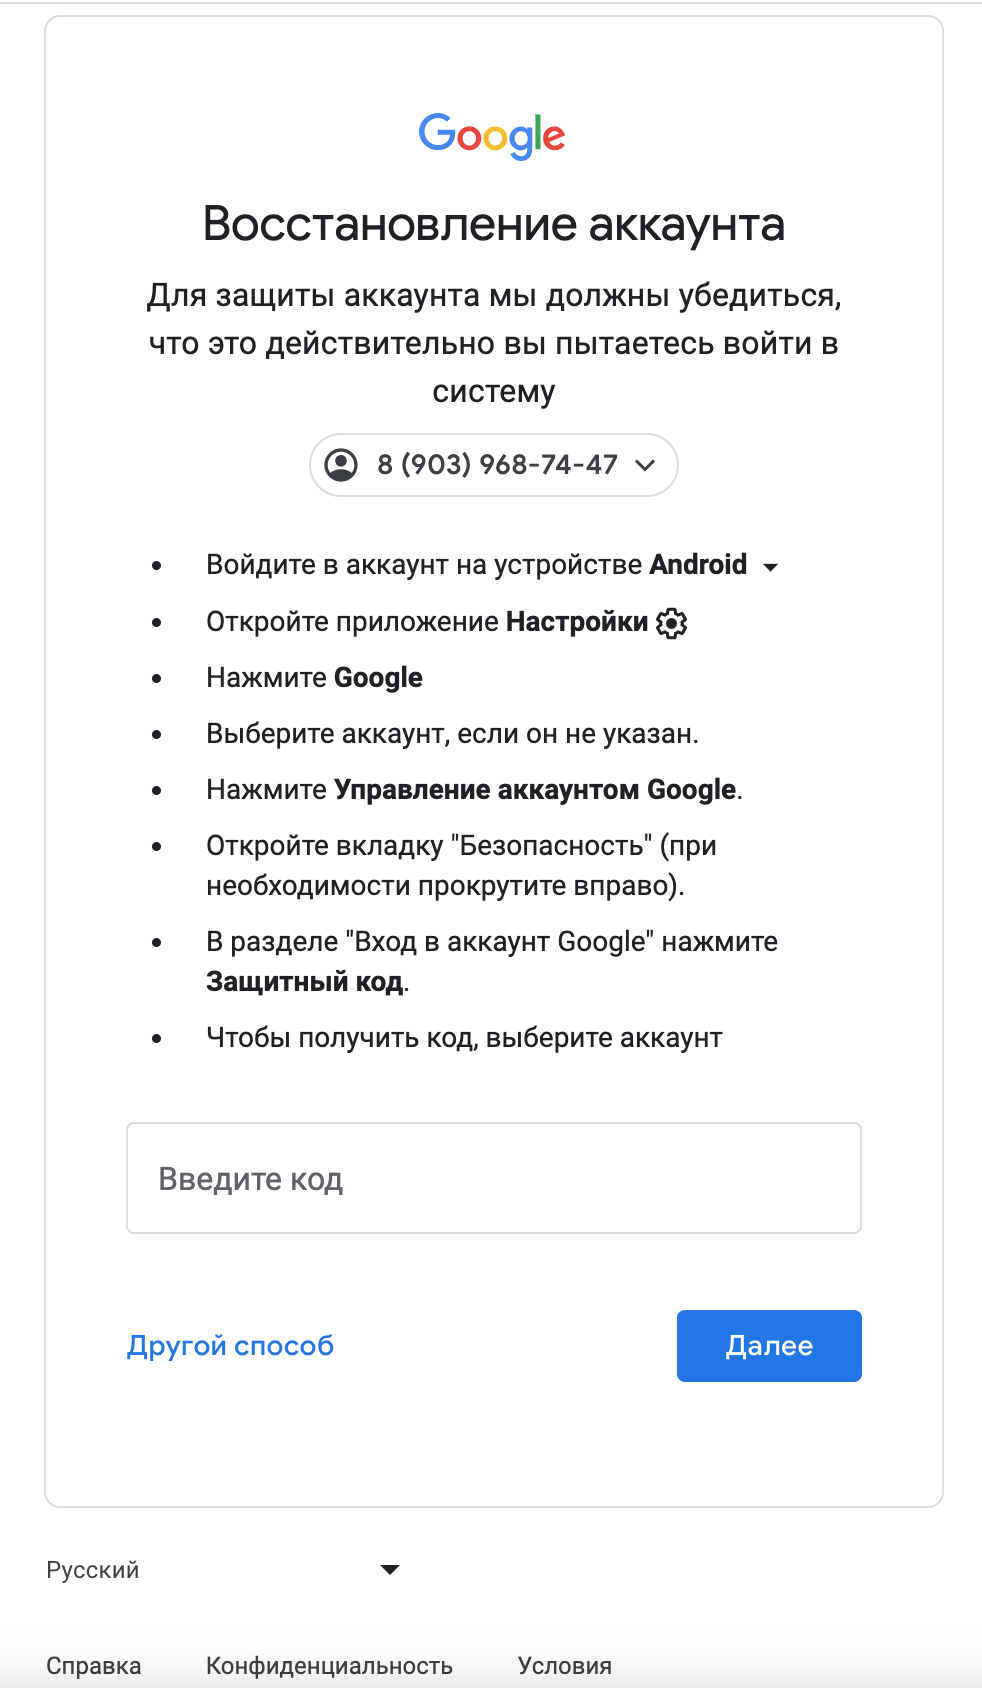 Google
Восстановление аккаунта
Для защиты аккаунта мы должны убедиться,
что это действительно вы пытаетесь войти в
систему
8 (903) 968-74-47
Войдите в аккаунт на устройстве Android
Откройте приложение Настройки
Нажмите Google
Выберите аккаунт, если он не указан.
Нажмите Управление аккаунтом Google.
Откройте вкладку "Безопасность" (при
необходимости прокрутите вправо).
В разделе "Вход в аккаунт Google" нажмите
Защитный код.
Чтобы получить код, выберите аккаунт
Введите код
Другой способ
Далее
Русский
Справка Конфиденциальность Условия